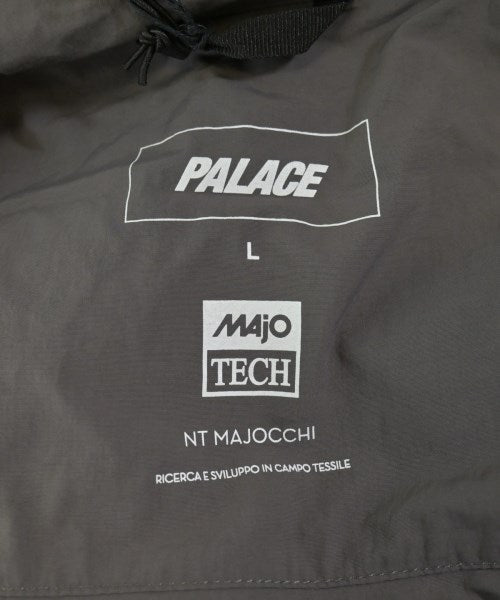 PALACE
L
MAjO
TECH
NT MAJOCCHI
RICERCA E SVILUPPO IN CAMPO TESSILE